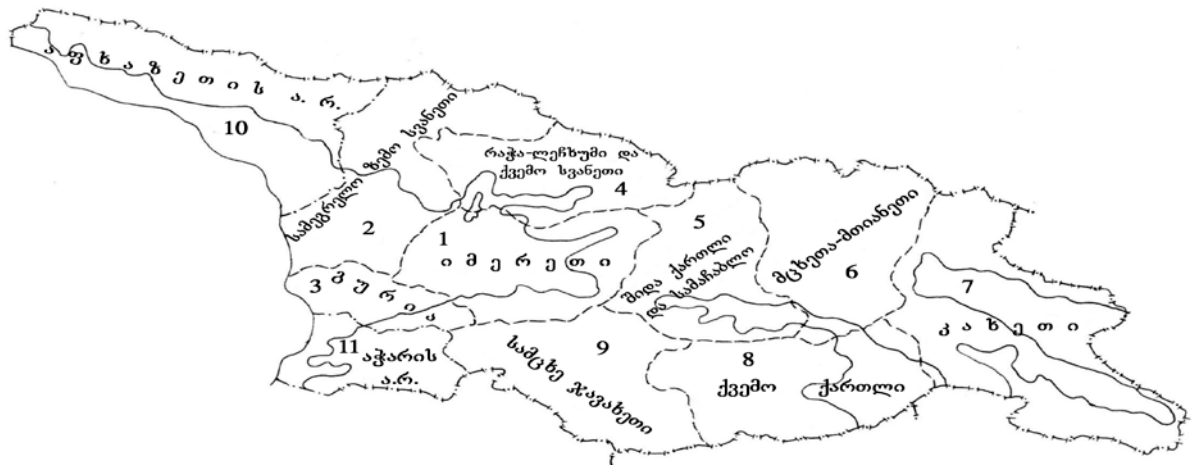 აფხაზეთის ა. რ.
10
სამეგრელო ზემო სვანეთი
2
რაჭა-ლეჩხუმი და
ქვემო სვანეთი
4
1
იმერეთი
3
გურია
11
აჭარის
ა.რ.
5
შიდა ქართლი
და სამაჩაბლო
მცხეთა-მთიანეთი
6
7
კახეთი
9
სამცხე ჯავახეთი
8
ქვემო ქართლი